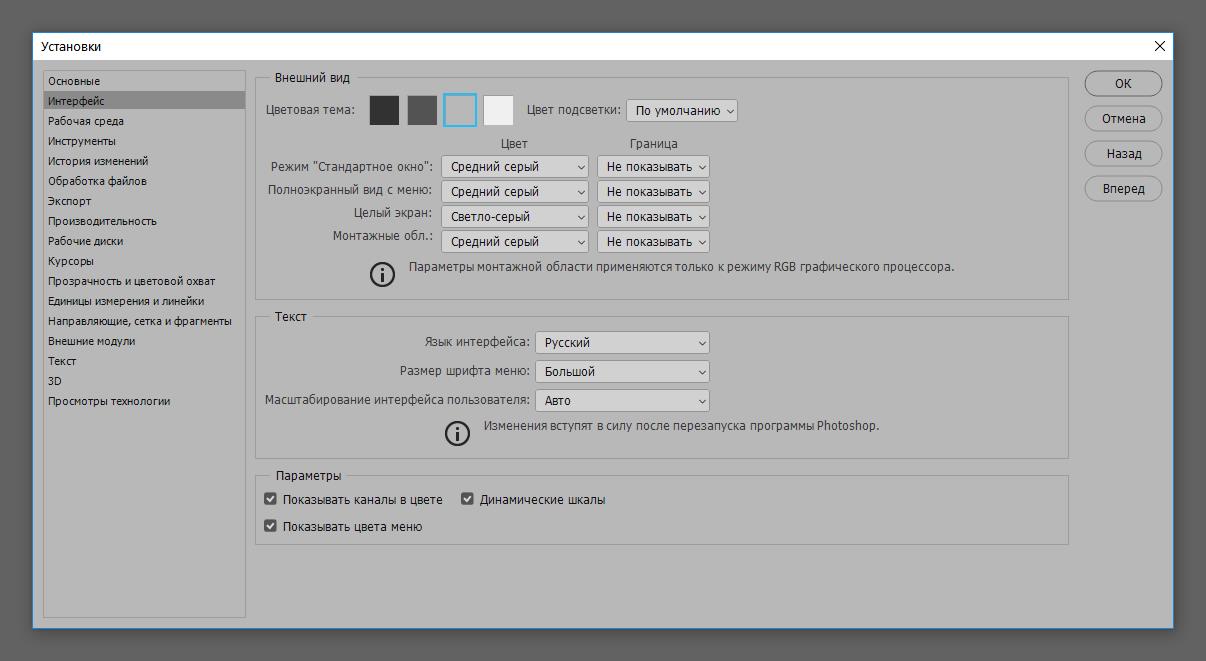 Установки
Основные
Интерфейс
Рабочая среда
Инструменты
История изменений
Обработка файлов
Экспорт
Производительность
Рабочие диски
Курсоры
Прозрачность и цветовой охват
Единицы измерения и линейки
Направляющие, сетка и фрагменты
Внешние модули
Текст
3D
Просмотры технологии
Внешний вид
Цветовая тема: Цвет подсветки: По умолчанию
Цвет Граница
Режим "Стандартное окно": Средний серый Не показывать
Полноэкранный вид с меню: Средний серый Не показывать
Целый экран: Светло-серый Не показывать
Монтажные обл.: Средний серый Не показывать
Параметры монтажной области применяются только к режиму RGB графического процессора.
Текст
Язык интерфейса: Русский
Размер шрифта меню: Большой
Масштабирование интерфейса пользователя: Авто
Изменения вступят в силу после перезапуска программы Photoshop.
Параметры
Показывать каналы в цвете Динамические шкалы
Показывать цвета меню
ОК
Отмена
Назад
Вперед